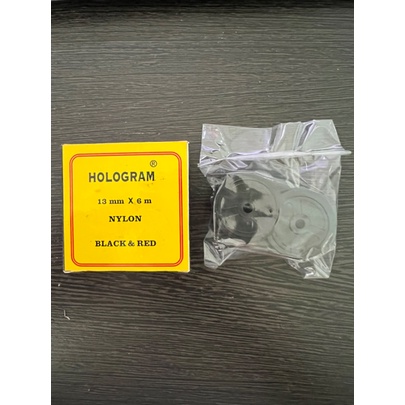 HOLOGRAM ®
13 mm X 6 m
NYLON
BLACK & RED